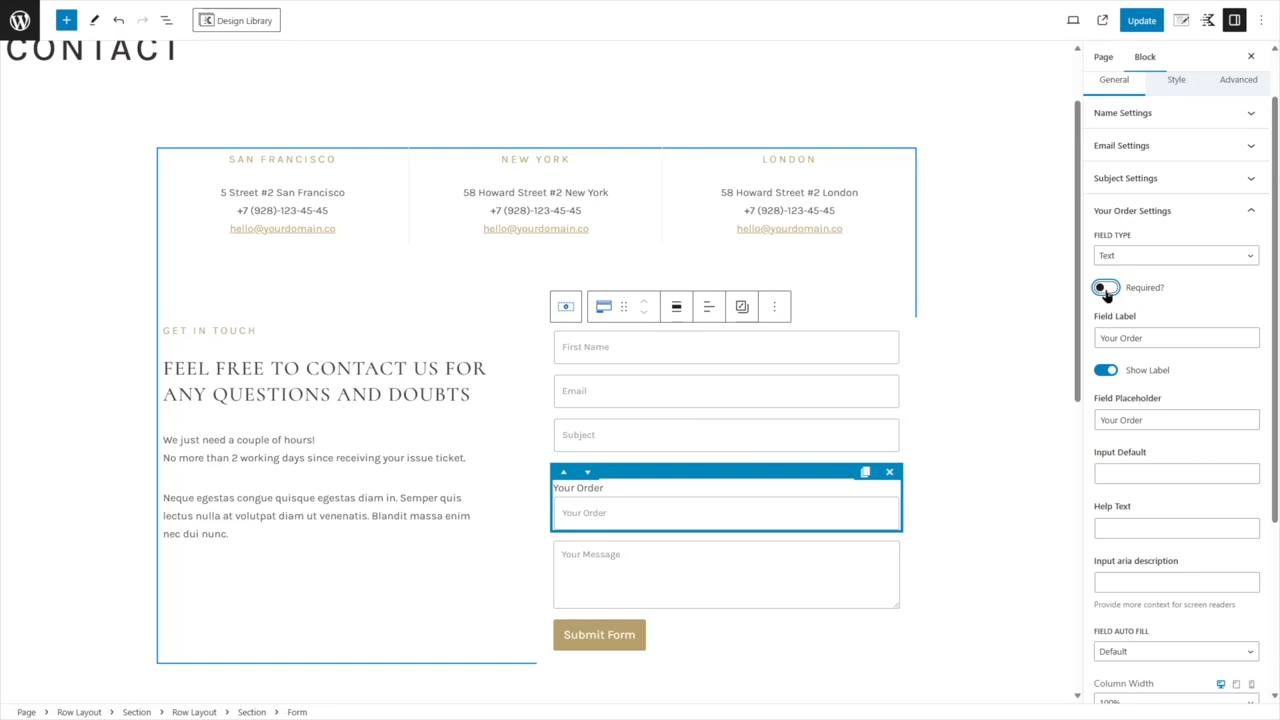 Design Library
Update
CONTACT
Page
Block
General
Style
Advanced
SAN FRANCISCO
5 Street #2 San Francisco
+7 (928)-123-45-45
hello@yourdomain.co
NEW YORK
58 Howard Street #2 New York
+7 (928)-123-45-45
hello@yourdomain.co
LONDON
58 Howard Street #2 London
+7 (928)-123-45-45
hello@yourdomain.co
GET IN TOUCH
FEEL FREE TO CONTACT US FOR
ANY QUESTIONS AND DOUBTS
We just need a couple of hours!
No more than 2 working days since receiving your issue ticket.
Neque egestas congue quisque egestas diam in. Semper quis
lectus nulla at volutpat diam ut venenatis. Blandit massa enim
nec dui nunc.
First Name
Email
Subject
Your Order
Your Order
Your Message
Submit Form
Name Settings
Email Settings
Subject Settings
Your Order Settings
FIELD TYPE
Text
Required?
Field Label
Your Order
Show Label
Field Placeholder
Your Order
Input Default
Help Text
Input aria description
Provide more context for screen readers
FIELD AUTO FILL
Default
Column Width
100%
Page
Row Layout
Section
Row Layout
Section
Form